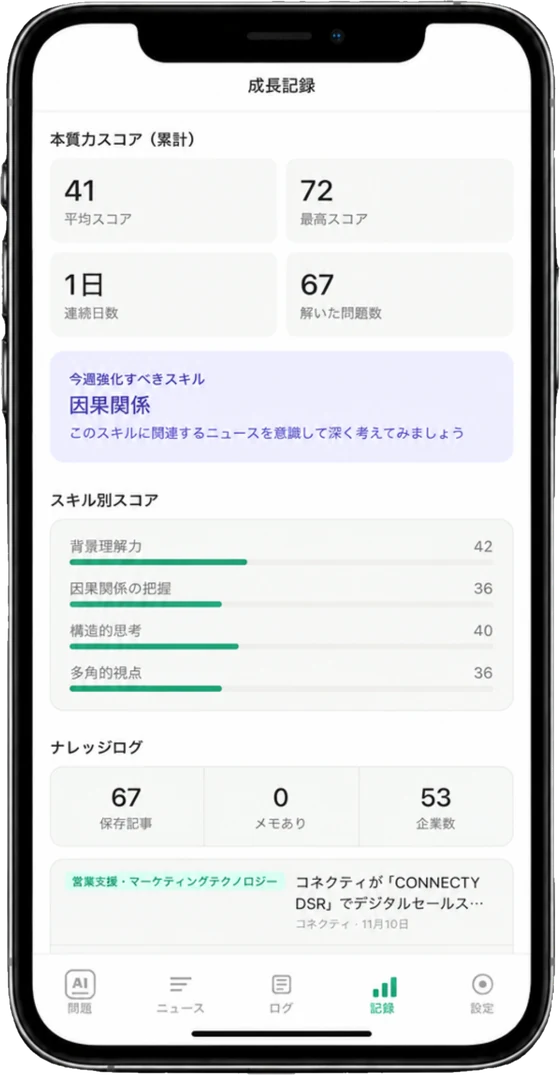 成長記録
本質力スコア（累計）
41
平均スコア
72
最高スコア
1日
連続日数
67
解いた問題数
今週強化すべきスキル
因果関係
このスキルに関連するニュースを意識して深く考えてみましょう
スキル別スコア
背景理解力 42
因果関係の把握 36
構造的思考 40
多角的視点 36
ナレッジログ
67
保存記事
0
メモあり
53
企業数
営業支援・マーケティングテクノロジー
コネクティが「CONNECTY
DSR」でデジタルセールス…
コネクティ・11月10日
AI
問題
ニュース
ログ
記録
設定